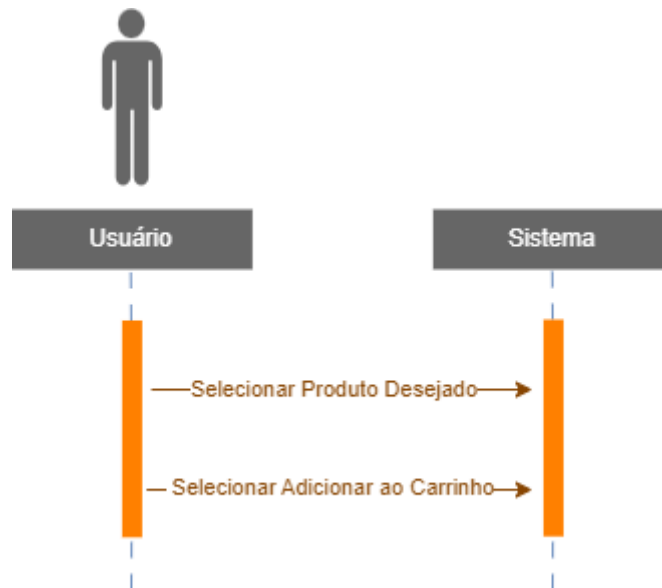 Usuário
Sistema
Selecionar Produto Desejado
Selecionar Adicionar ao Carrinho